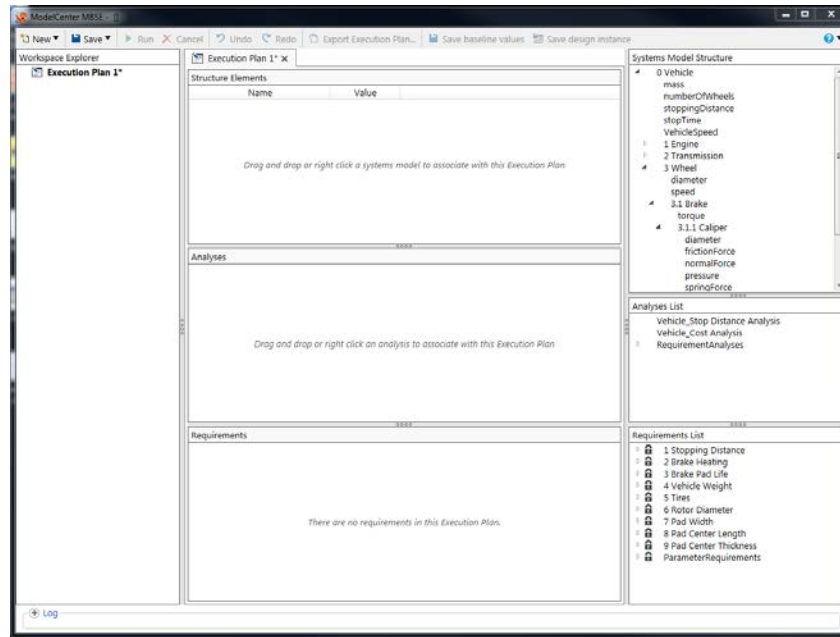 ModelCenter MBSE -
New Save Run Cancel Undo Redo Export Execution Plan... Save baseline values Save design instance
Workspace Explorer
Execution Plan 1*
Execution Plan 1*
Structure Elements
Name Value
Drag and drop or right click a systems model to associate with this Execution Plan
Analyses
Drag and drop or right click an analysis to associate with this Execution Plan
Requirements
There are no requirements in this Execution Plan.
Systems Model Structure
0 Vehicle
mass
numberOfWheels
stoppingDistance
stopTime
VehicleSpeed
1 Engine
2 Transmission
3 Wheel
diameter
speed
3.1 Brake
torque
3.1.1 Caliper
diameter
frictionForce
normalForce
pressure
springForce
Analyses List
Vehicle_Stop Distance Analysis
Vehicle_Cost Analysis
RequirementAnalyses
Requirements List
1 Stopping Distance
2 Brake Heating
3 Brake Pad Life
4 Vehicle Weight
5 Tires
6 Rotor Diameter
7 Pad Width
8 Pad Center Length
9 Pad Center Thickness
ParameterRequirements
Log